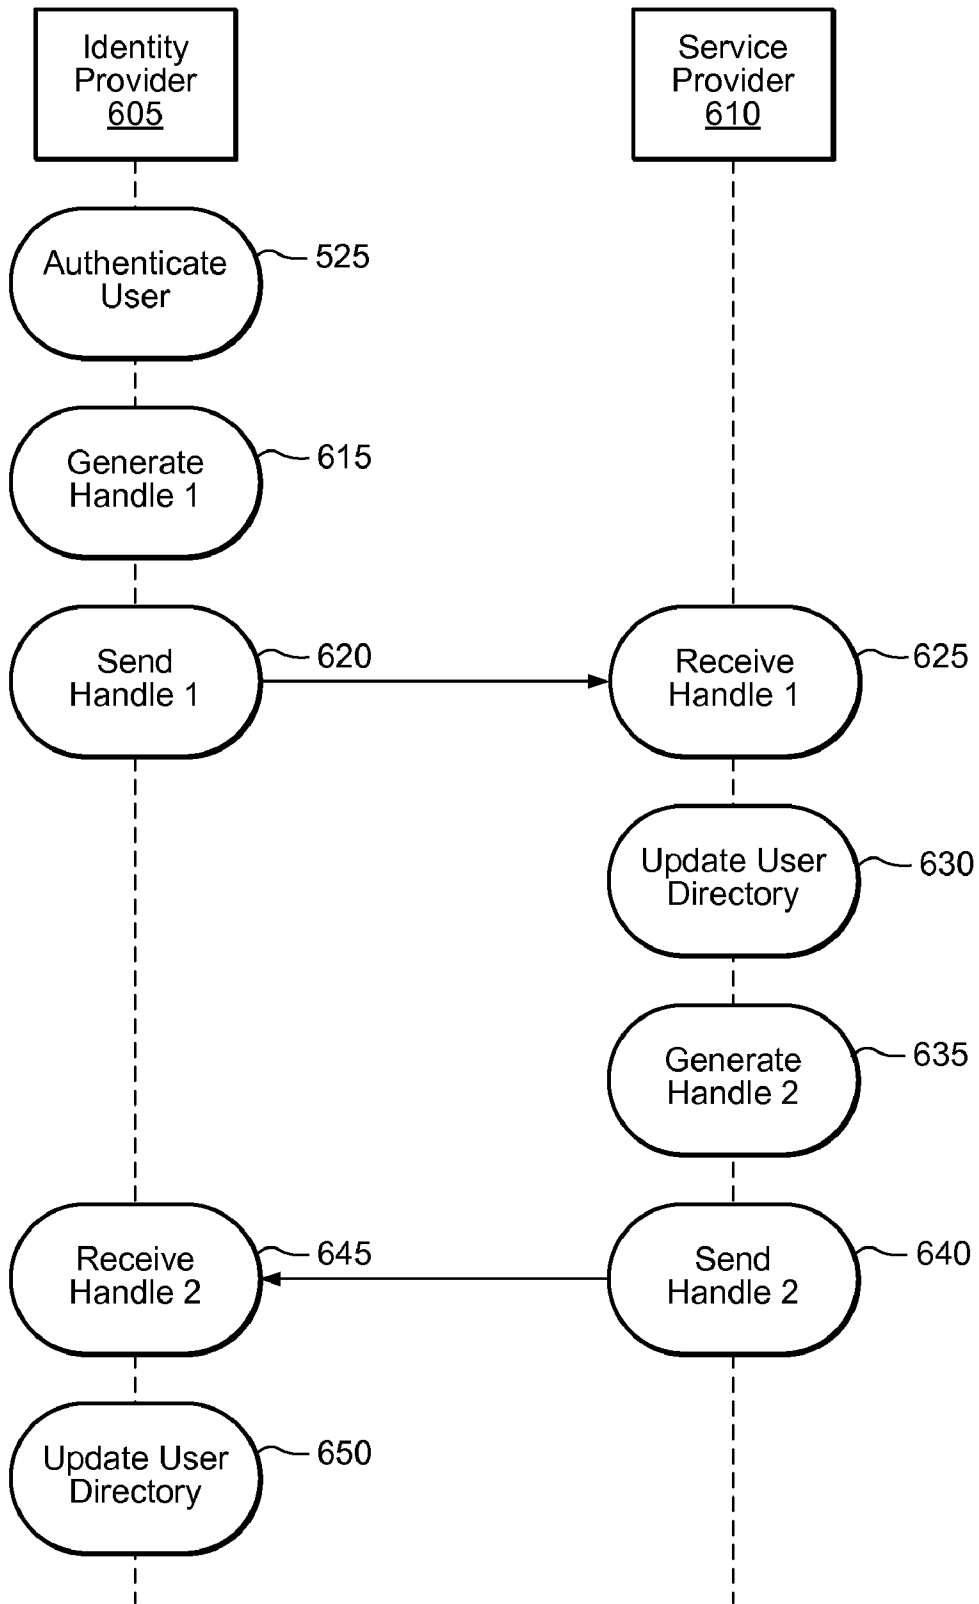 Identity
Provider
605
Service
Provider
610
Authenticate
User
525
Generate
Handle 1
615
Send
Handle 1
620
Receive
Handle 1
625
Update User
Directory
630
Generate
Handle 2
635
Receive
Handle 2
645
Send
Handle 2
640
Update User
Directory
650